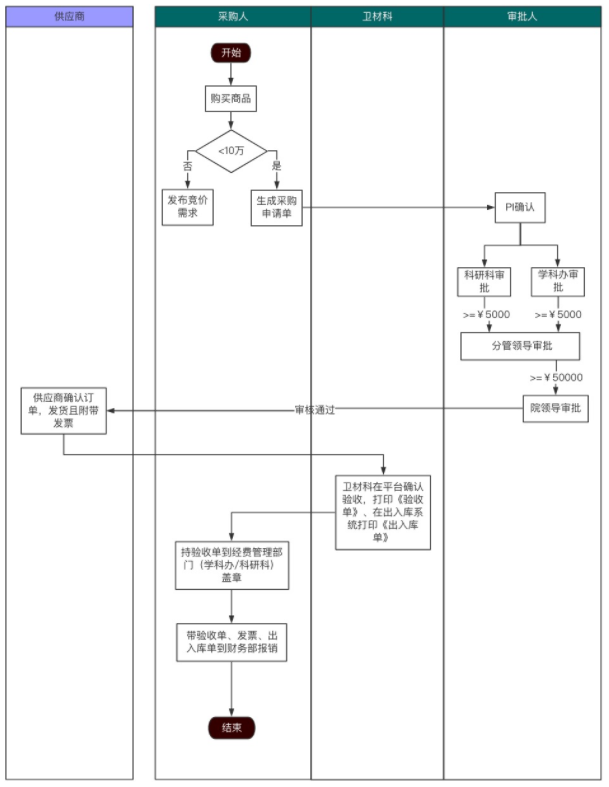 供应商
采购人
卫材科
审批人
开始
购买商品
<10万
否
是
发布竞价
需求
生成采购
申请单
PI确认
科研科审
批
学科办审
批
>=￥5000
>=￥5000
分管领导审批
>=￥50000
院领导审批
审核通过
供应商确认订
单，发货且附带
发票
卫材科在平台确认
验收，打印《验收
单》、在出入库系
统打印《出入库
单》
持验收单到经费管理部
门（学科办/科研科）
盖章
带验收单、发票、出
入库单到财务部报销
结束